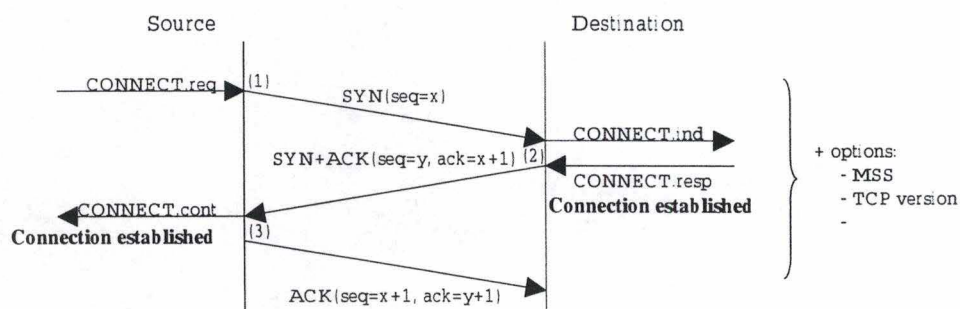 Source
Destination
CONNECT.req
(1)
SYN(seq=x)
CONNECT.ind
SYN+ACK(seq=y, ack=x+1)
(2)
CONNECT.resp
Connection established
CONNECT.cont
Connection established
(3)
ACK(seq=x+1, ack=y+1)
+ options:
- MSS
- TCP version
-